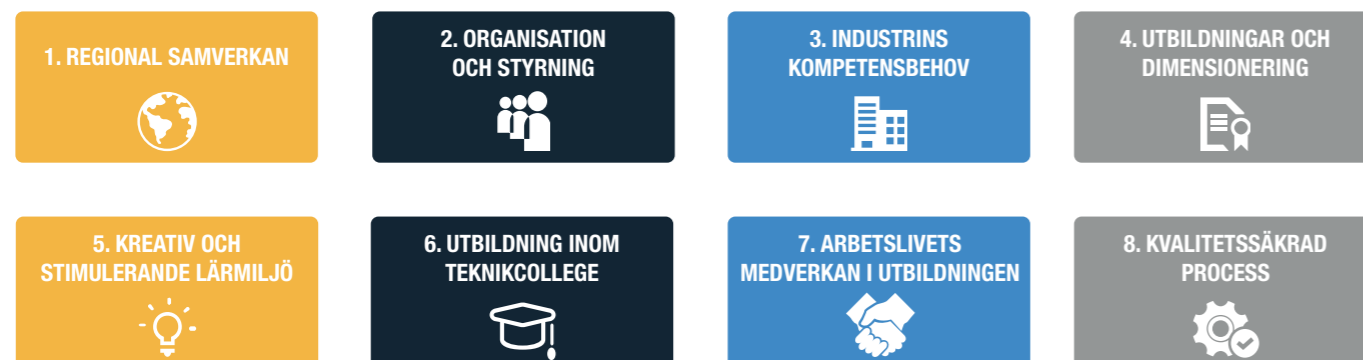 1. REGIONAL SAMVERKAN
2. ORGANISATION
OCH STYRNING
3. INDUSTRINS
KOMPETENSBEHOV
4. UTBILDNINGAR OCH
DIMENSIONERING
5. KREATIV OCH
STIMULERANDE LÄRMILJÖ
6. UTBILDNING INOM
TEKNIKCOLLEGE
7. ARBETSLIVETS
MEDVERKAN I UTBILDNINGEN
8. KVALITETSSÄKRAD
PROCESS